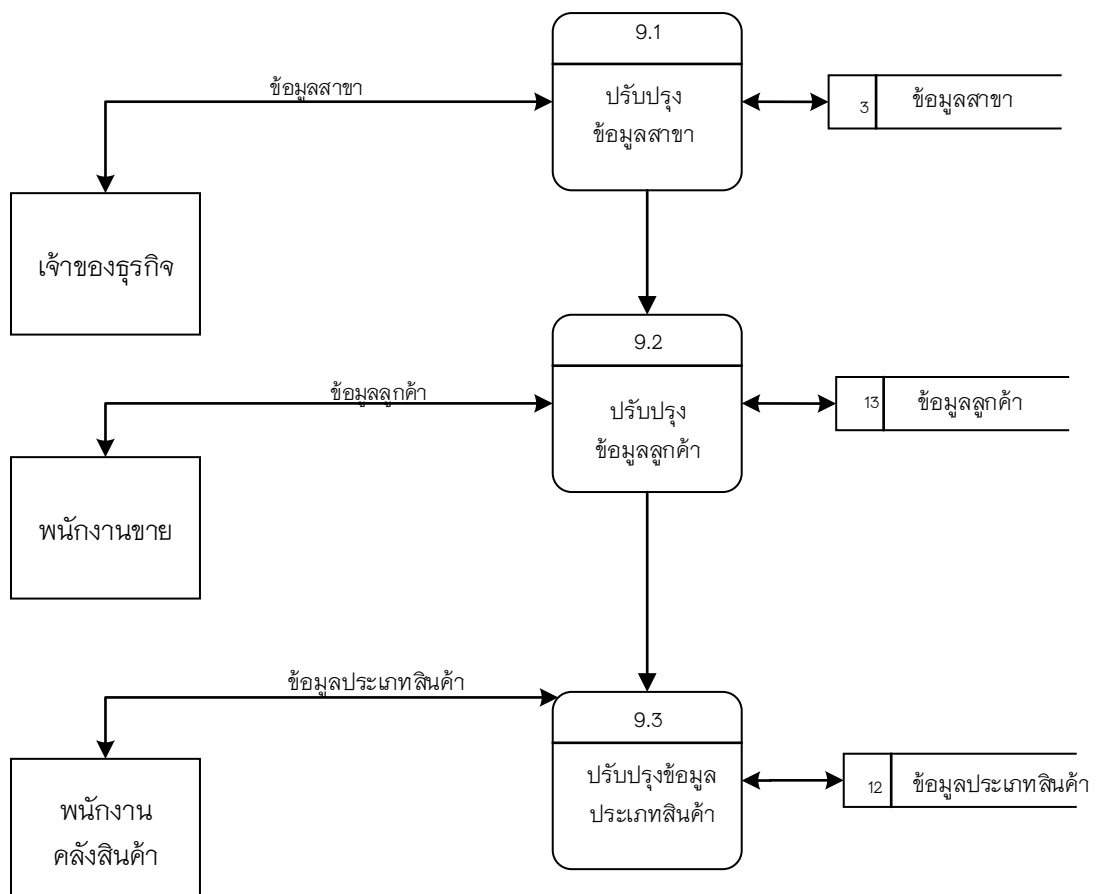 9.1
ข้อมูลสาขา
ปรับปรุง
ข้อมูลสาขา
3
ข้อมูลสาขา
เจ้าของธุรกิจ
9.2
ข้อมูลลูกค้า
ปรับปรุง
ข้อมูลลูกค้า
13
ข้อมูลลูกค้า
พนักงานขาย
ข้อมูลประเภทสินค้า
9.3
ปรับปรุงข้อมูล
ประเภทสินค้า
12
ข้อมูลประเภทสินค้า
พนักงาน
คลังสินค้า